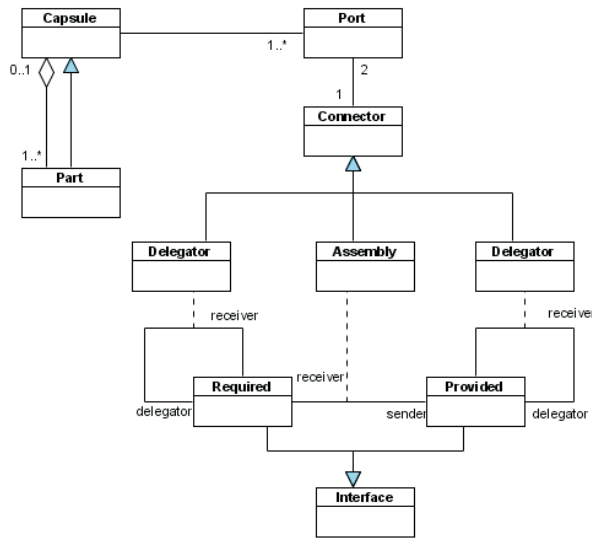 Capsule
Port
1..*
0..1
2
1
Connector
1..*
Part
Delegator
Assembly
Delegator
receiver
receiver
receiver
Required
Provided
delegator
sender
delegator
Interface